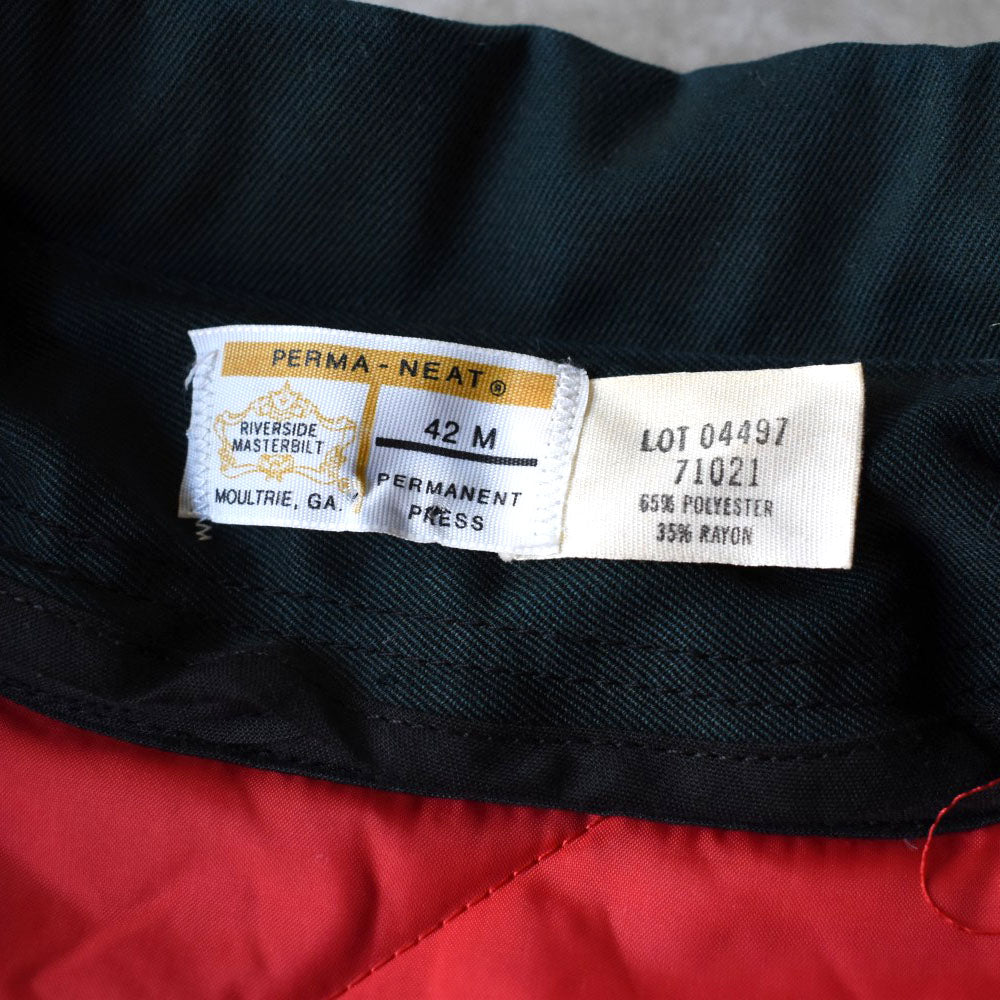 PERMA-NEAT®
RIVERSIDE
MASTERBILT
MOULTRIE, GA.
42 M
PERMANENT
PRESS
LOT 04497
71021
65% POLYESTER
35% RAYON